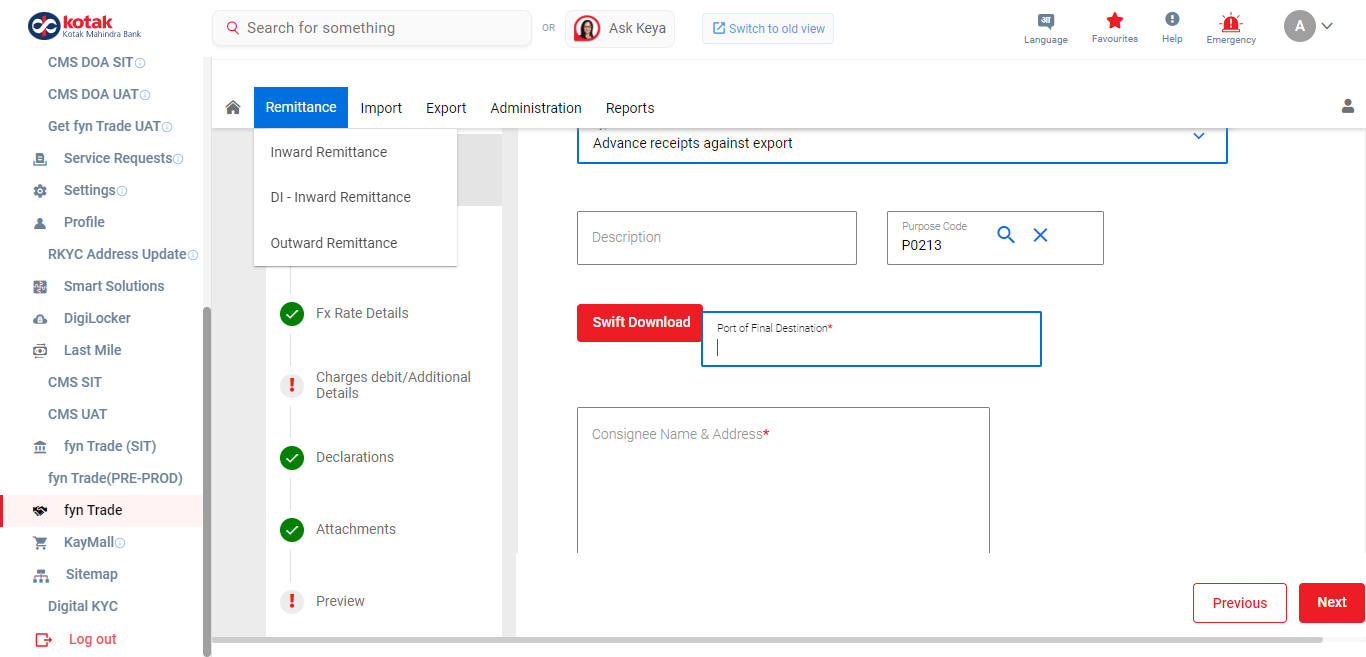 kotak
Kotak Mahindra Bank
Search for something
OR
Ask Keya
Switch to old view
Language
Favourites
Help
Emergency
A
CMS DOA SIT
CMS DOA UAT
Get fyn Trade UAT
Service Requests
Settings
Profile
RKYC Address Update
Smart Solutions
DigiLocker
Last Mile
CMS SIT
CMS UAT
fyn Trade (SIT)
fyn Trade(PRE-PROD)
fyn Trade
KayMall
Sitemap
Digital KYC
Log out
Remittance
Import
Export
Administration
Reports
Inward Remittance
DI - Inward Remittance
Outward Remittance
Fx Rate Details
Charges debit/Additional
Details
Declarations
Attachments
Preview
Advance receipts against export
Description
Purpose Code
P0213
Swift Download
Port of Final Destination*
Consignee Name & Address*
Previous
Next